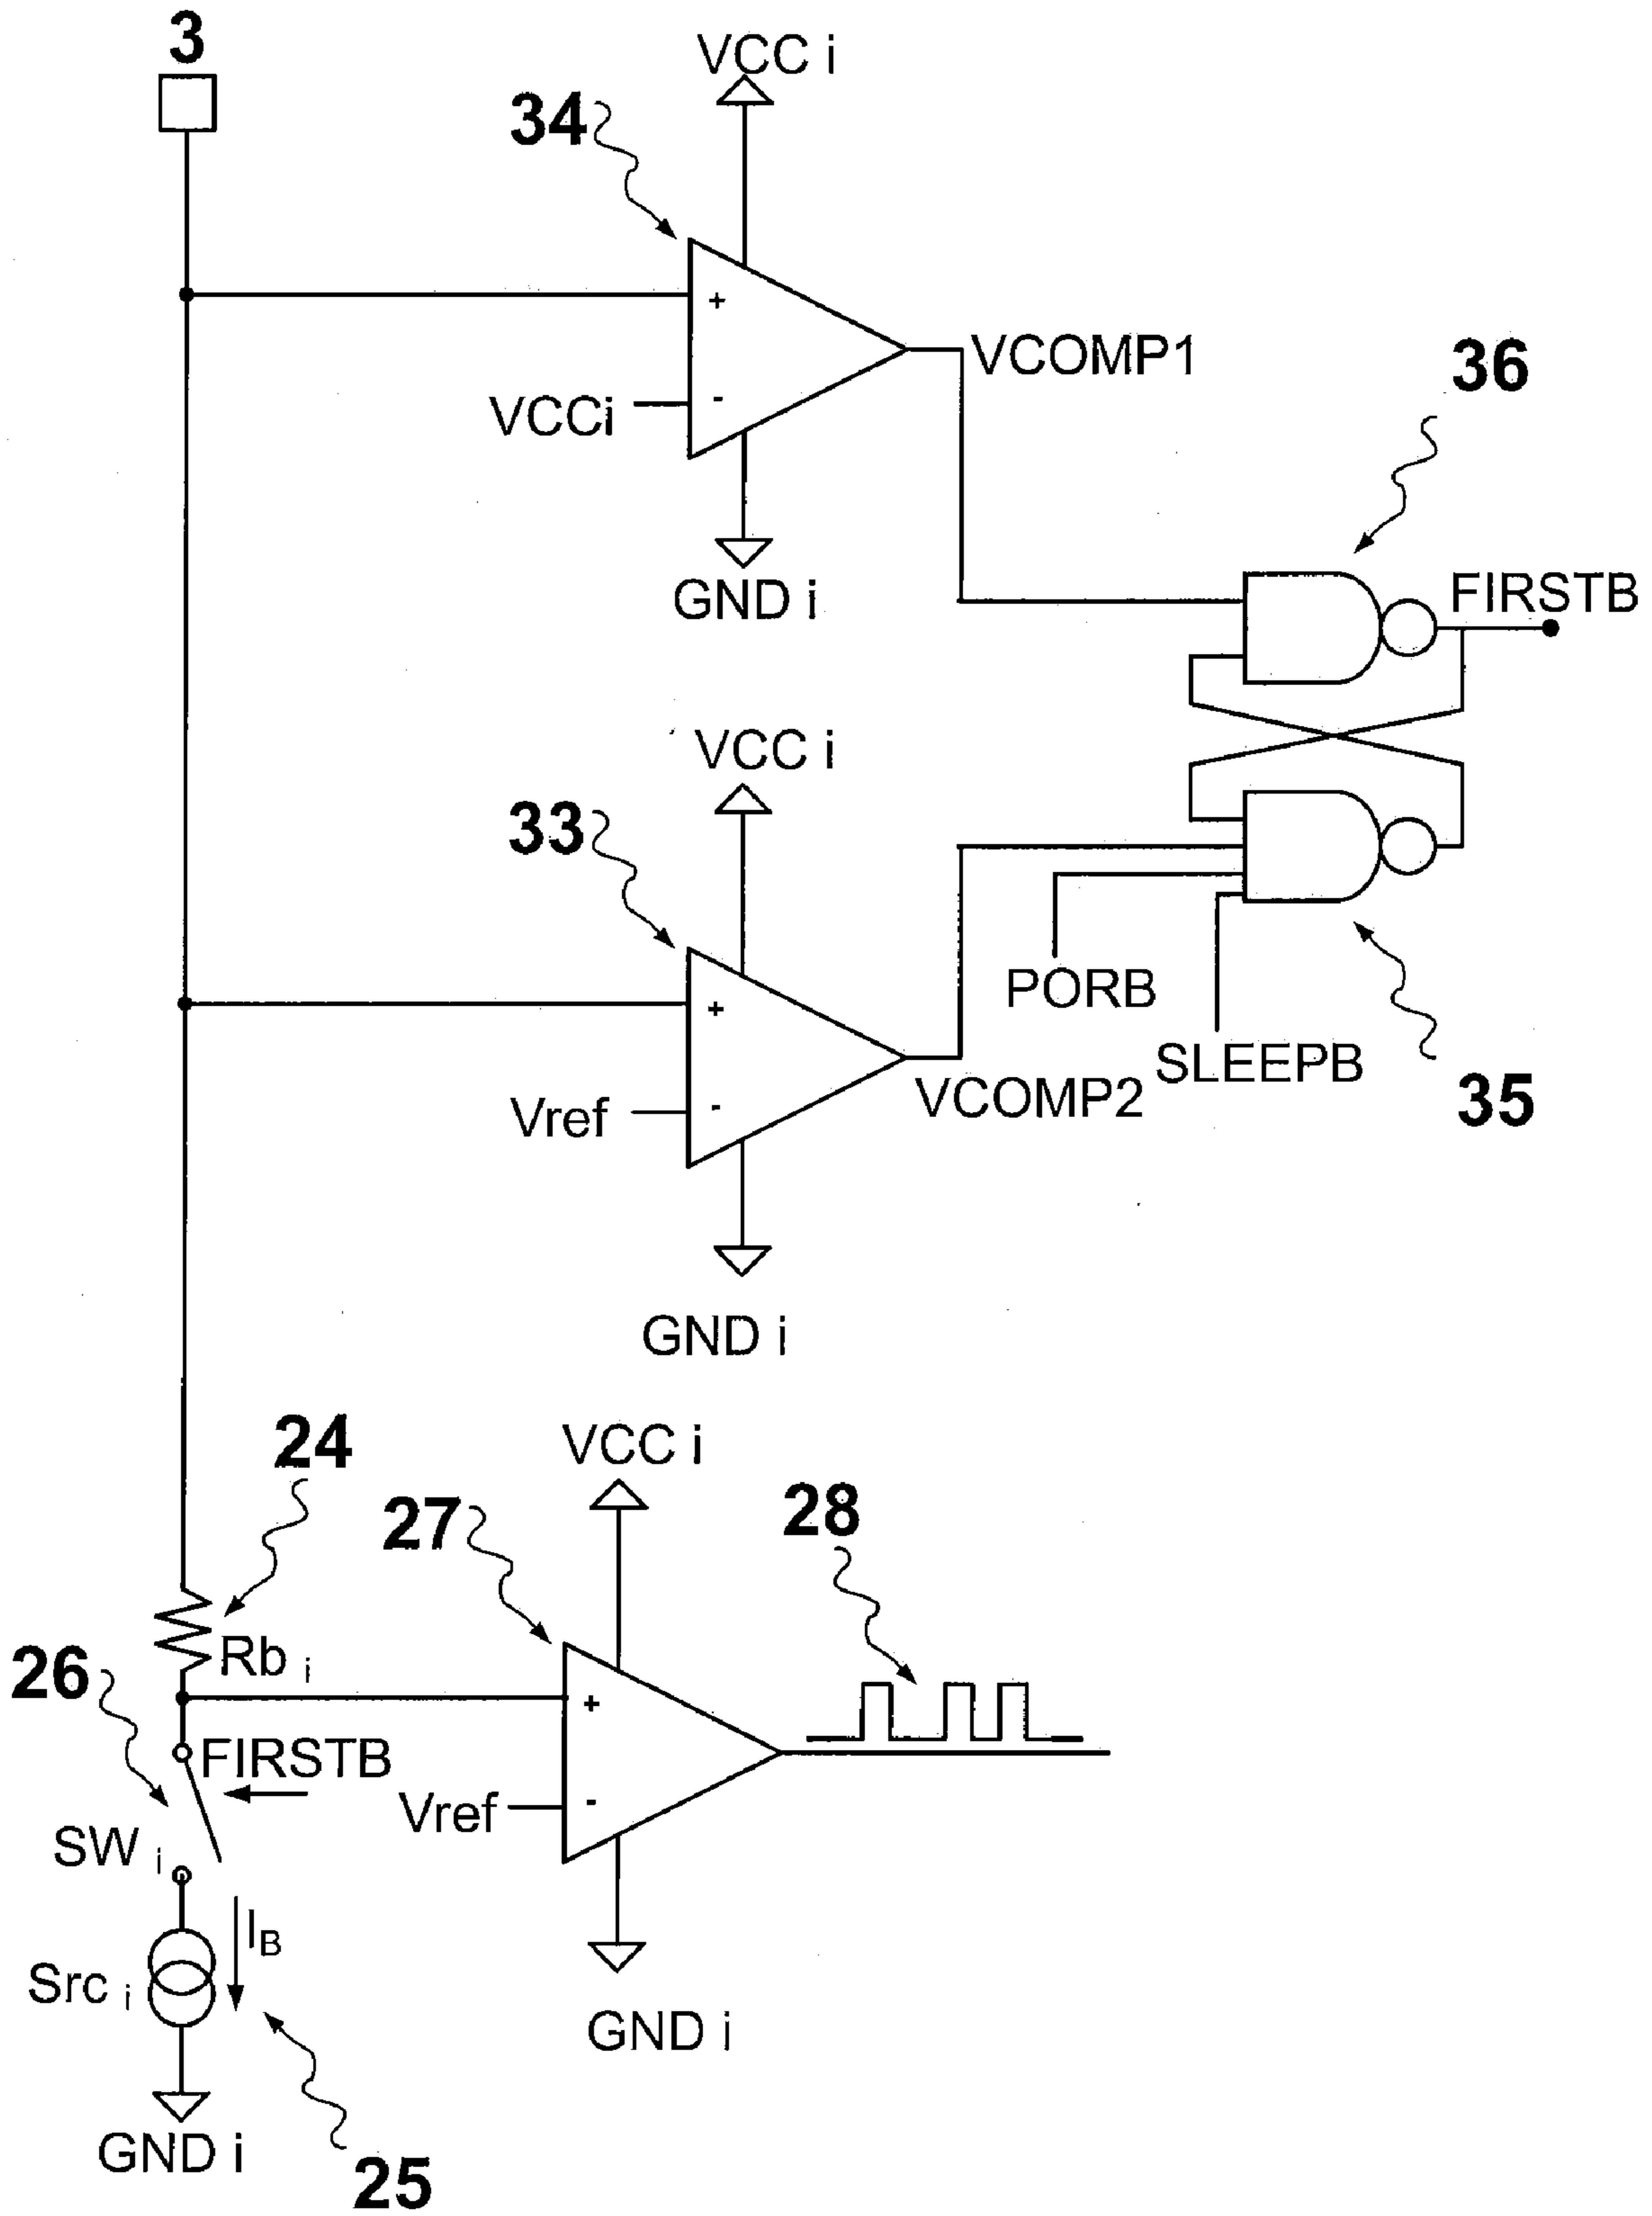 3
VCC i
34
+
VCOMP1
36
VCCi
-
GND i
FIRSTB
VCC i
33
+
PORB
SLEEPB
Vref
-
VCOMP2
35
GND i
24
VCC i
27
28
Rb i
26
+
FIRSTB
Vref
-
SW i
IB
Src i
GND i
GND i
25